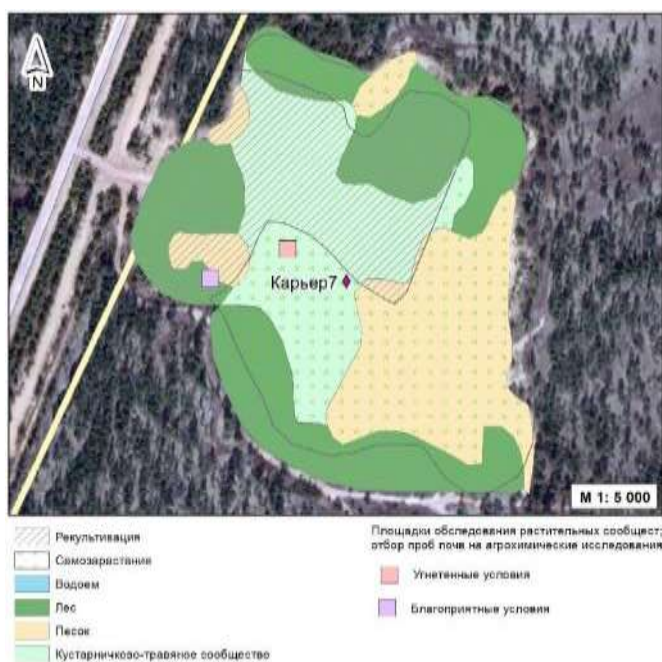 N
Карьер7
М 1: 5 000
Рекультивация
Самозарастание
Водоем
Лес
Песок
Кустарничково-травяное сообщество
Площадки обследования растительных сообщест;
отбор проб почв на агрохимические исследования
Угнетенные условия
Благоприятные условия